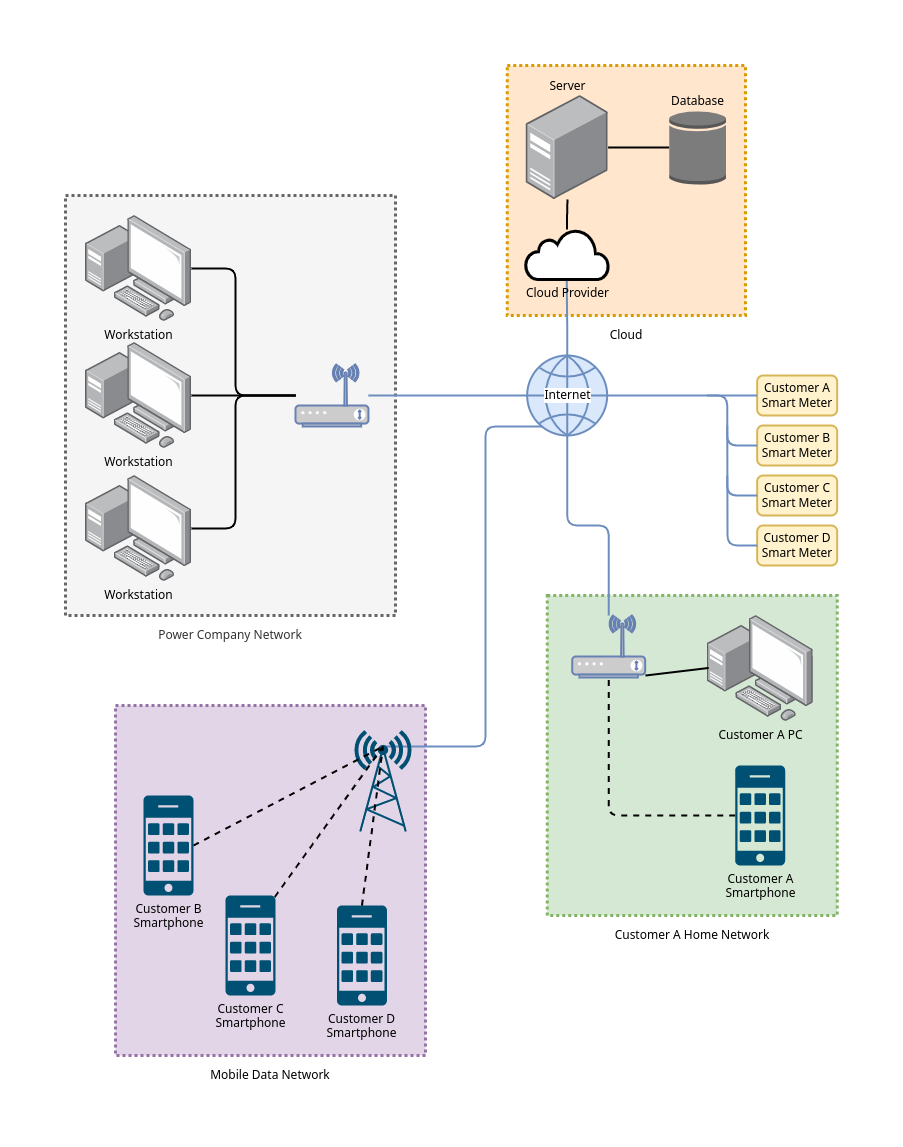 Server
Database
Cloud Provider
Cloud
Workstation
Workstation
Workstation
Power Company Network
Internet
Customer A
Smart Meter
Customer B
Smart Meter
Customer C
Smart Meter
Customer D
Smart Meter
Customer A PC
Customer A
Smartphone
Customer A Home Network
Customer B
Smartphone
Customer C
Smartphone
Customer D
Smartphone
Mobile Data Network